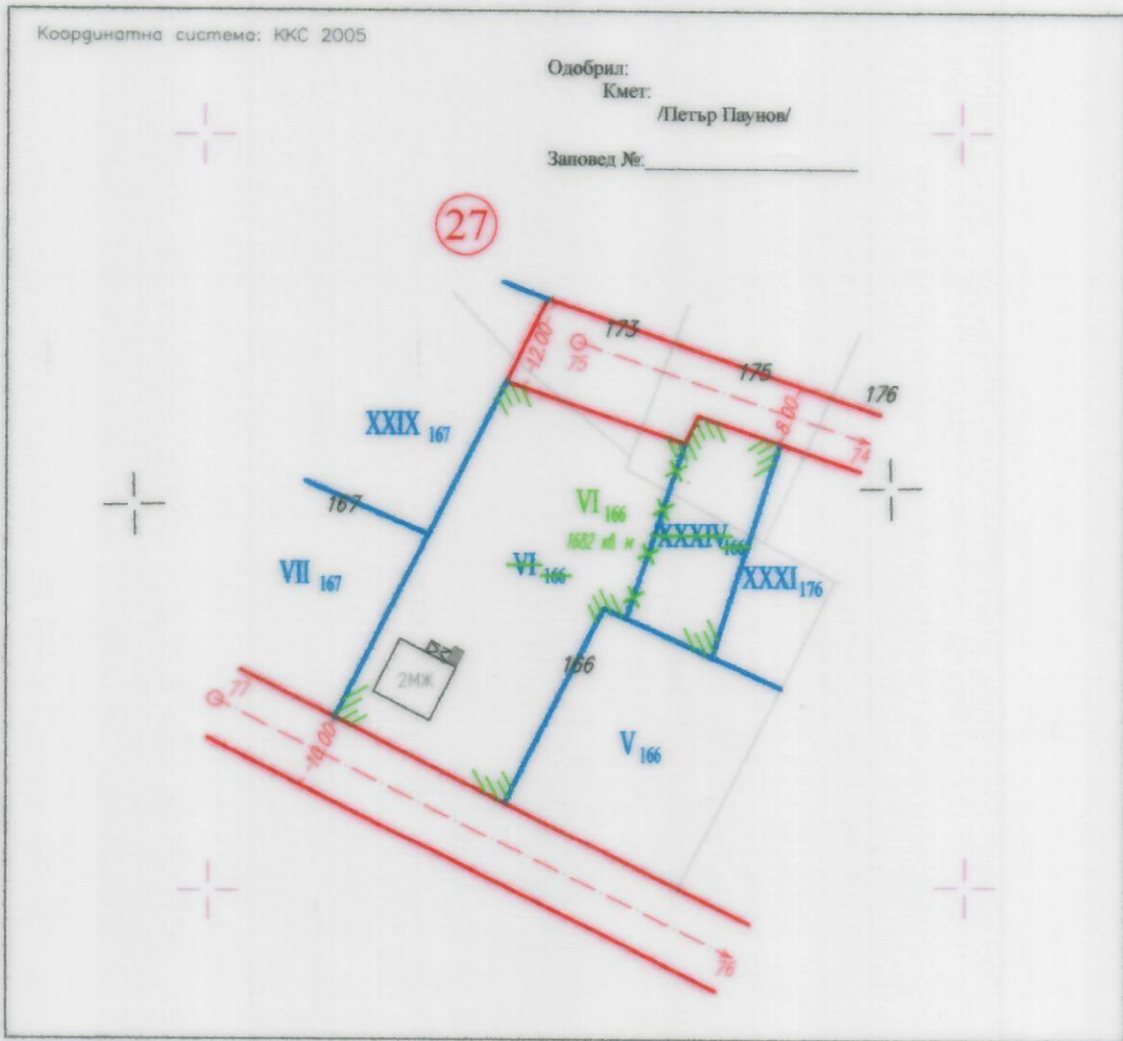 Координатна система: ККС 2005
Одобрил:
Кмет:
/Петър Паунов/
Заповед №:
27
173
12.00
75
175
176
8.00
74
XXIX 167
VI 166
167
1682 кв м
XXXIV 166
VI 166
VII 167
XXXI 176
166
2МЖ
77
V 166
10.00
76